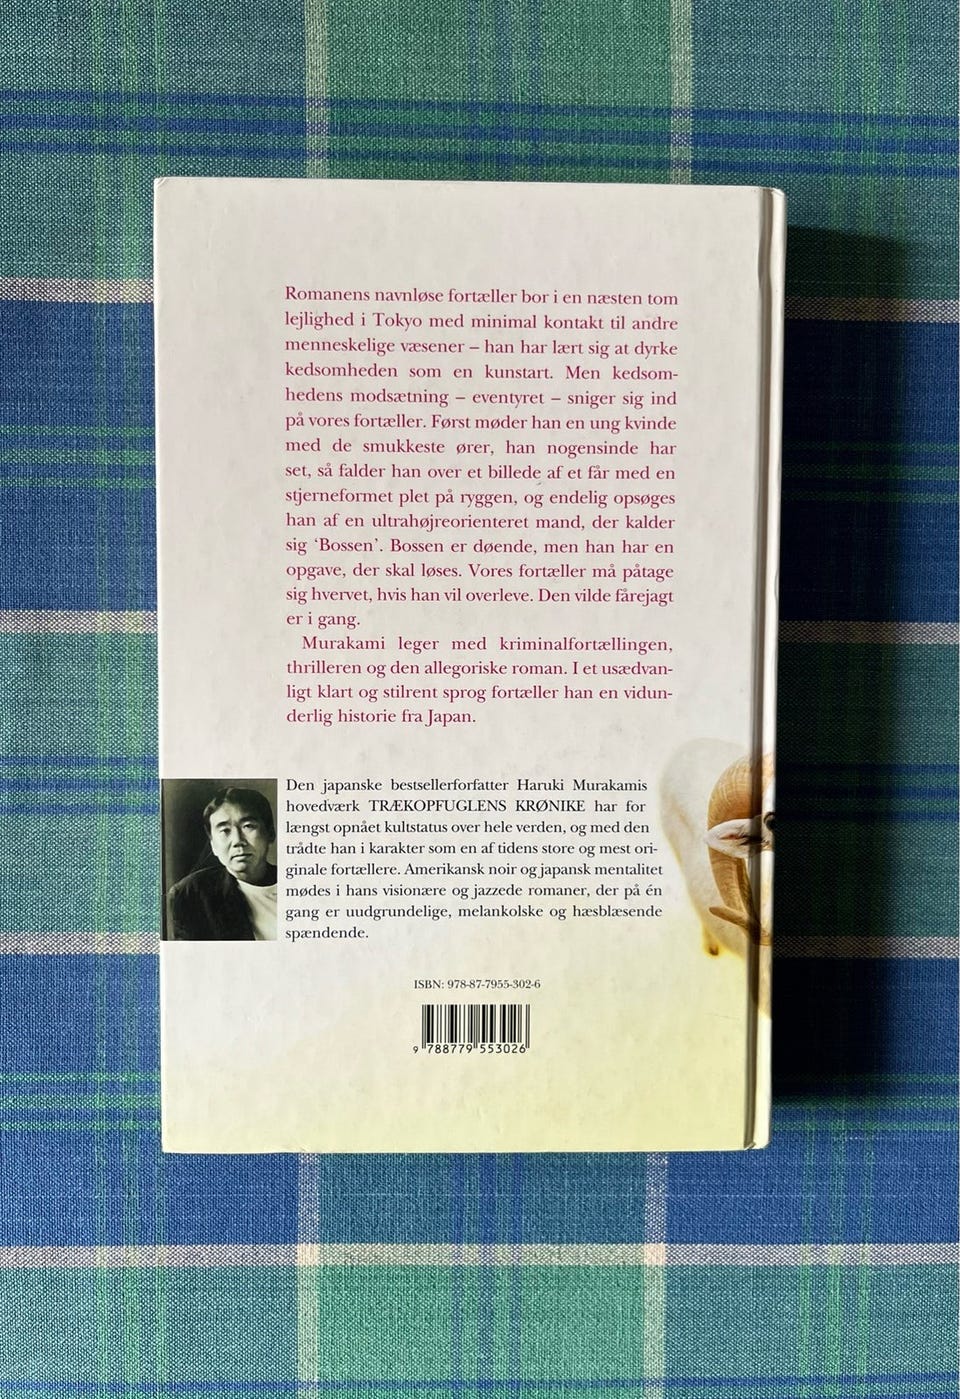 Romanens navnløse fortæller bor i en næsten tom
lejlighed i Tokyo med minimal kontakt til andre
menneskelige væsener – han har lært sig at dyrke
kedsomheden som en kunstart. Men kedsom-
hedens modsætning – eventyret – sniger sig ind
på vores fortæller. Først møder han en ung kvinde
med de smukkeste ører, han nogensinde har
set, så falder han over et billede af et får med en
stjerneformet plet på ryggen, og endelig opsøges
han af en ultrahøjreorienteret mand, der kalder
sig ‘Bossen’. Bossen er døende, men han har en
opgave, der skal løses. Vores fortæller må påtage
sig hvervet, hvis han vil overleve. Den vilde fårejagt
er i gang.
Murakami leger med kriminalfortællingen,
thrilleren og den allegoriske roman. I et usædvan-
ligt klart og stilrent sprog fortæller han en vidun-
derlig historie fra Japan.
Den japanske bestsellerforfatter Haruki Murakamis
hovedværk TRÆKOPFUGLENS KRØNIKE har for
længst opnået kultstatus over hele verden, og med den
trådte han i karakter som en af tidens store og mest ori-
ginale fortællere. Amerikansk noir og japansk mentalitet
mødes i hans visionære og jazzede romaner, der på én
gang er uudgrundelige, melankolske og hæsblæsende
spændende.
ISBN: 978-87-7955-302-6
9 788779 553026